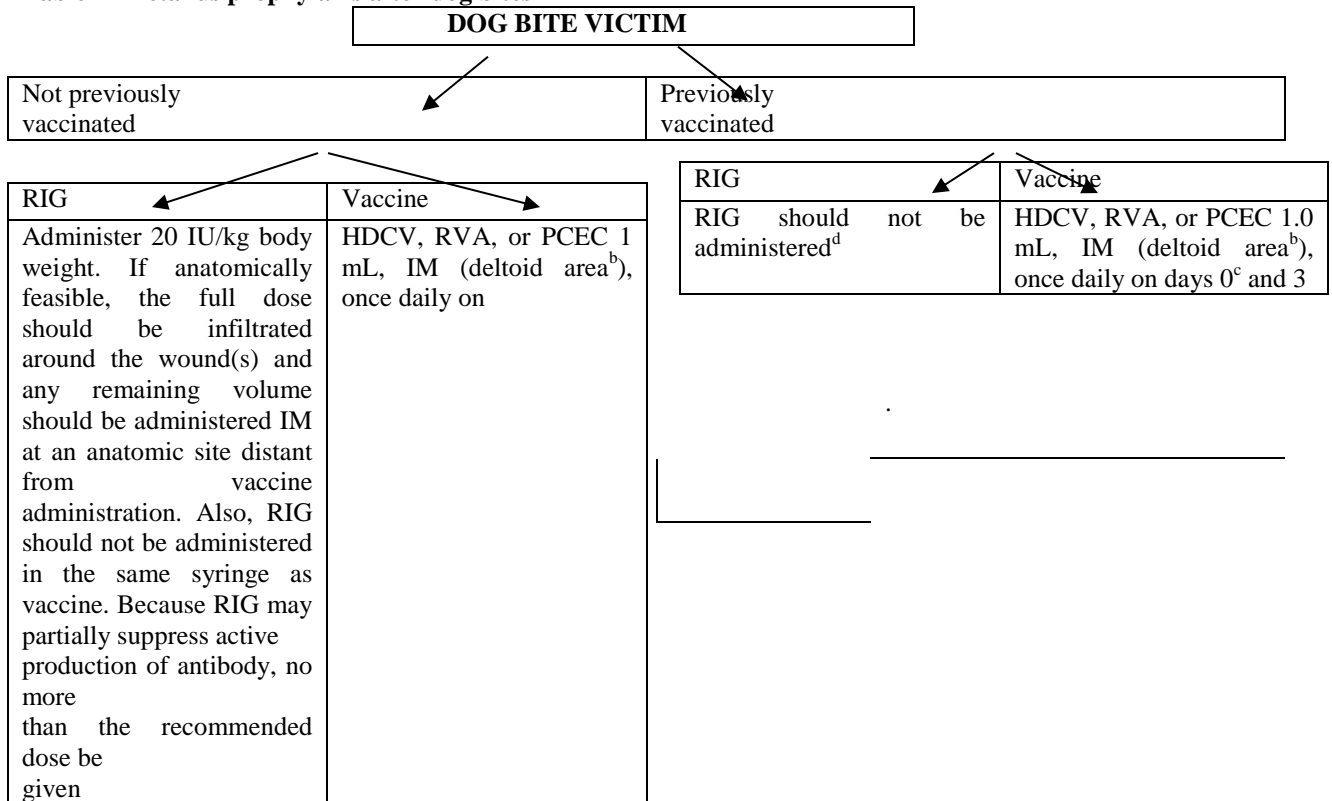 DOG BITE VICTIM
Not previously
vaccinated
Previously
vaccinated
RIG
Vaccine
Administer 20 IU/kg body
weight. If anatomically
feasible, the full dose
should be infiltrated
around the wound(s) and
any remaining volume
should be administered IM
at an anatomic site distant
from vaccine
administration. Also, RIG
should not be administered
in the same syringe as
vaccine. Because RIG may
partially suppress active
production of antibody, no
more
than the recommended
dose be
given
HDCV, RVA, or PCEC 1
mL, IM (deltoid area^b),
once daily on
RIG
Vaccine
RIG should not be
administered^d
HDCV, RVA, or PCEC 1.0
mL, IM (deltoid area^b),
once daily on days 0^c and 3
.